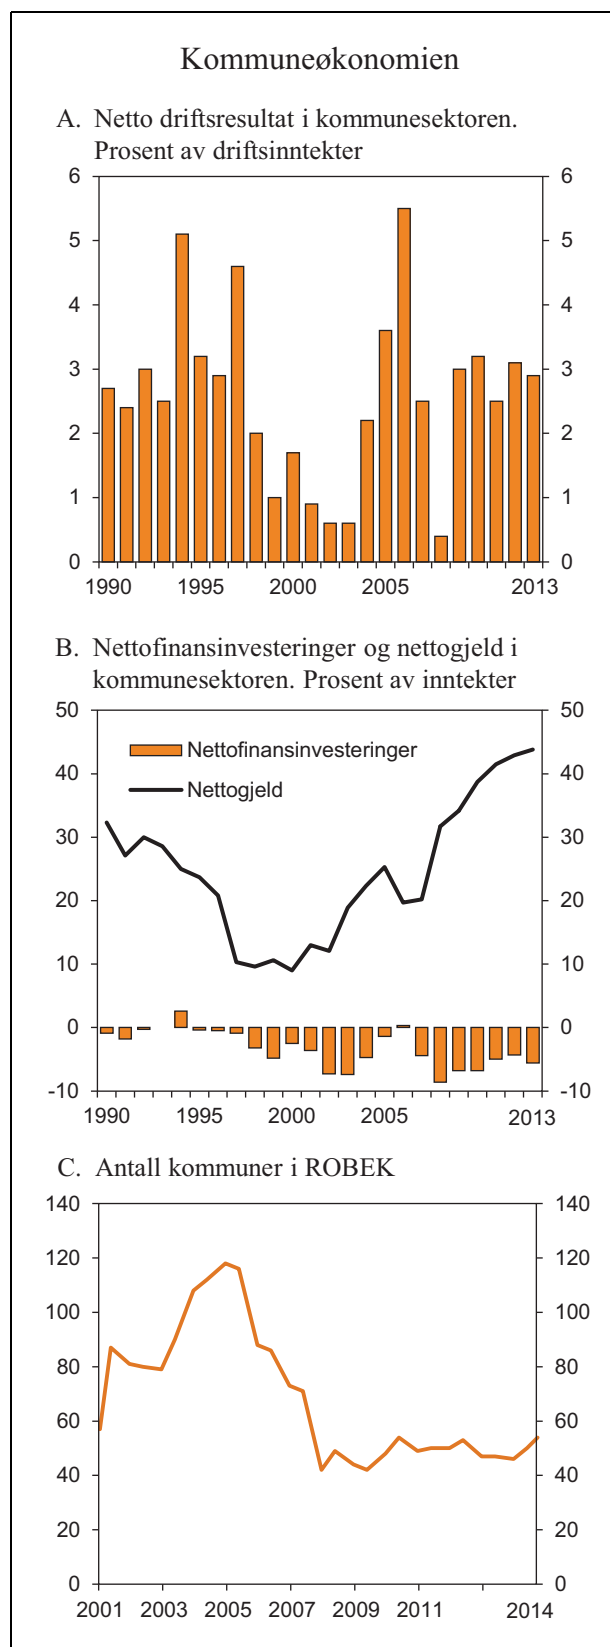 Kommuneøkonomien
A. Netto driftsresultat i kommunesektoren.
Prosent av driftsinntekter
6 6
5 5
4 4
3 3
2 2
1 1
0 0
1990 1995 2000 2005 2013
B. Nettofinansinvesteringer og nettogjeld i
kommunesektoren. Prosent av inntekter
50 50
Nettofinansinvesteringer
40 40
Nettogjeld
30 30
20 20
10 10
0 0
-10 -10
1990 1995 2000 2005 2013
C. Antall kommuner i ROBEK
140 140
120 120
100 100
80 80
60 60
40 40
20 20
0 0
2001 2003 2005 2007 2009 2011 2014